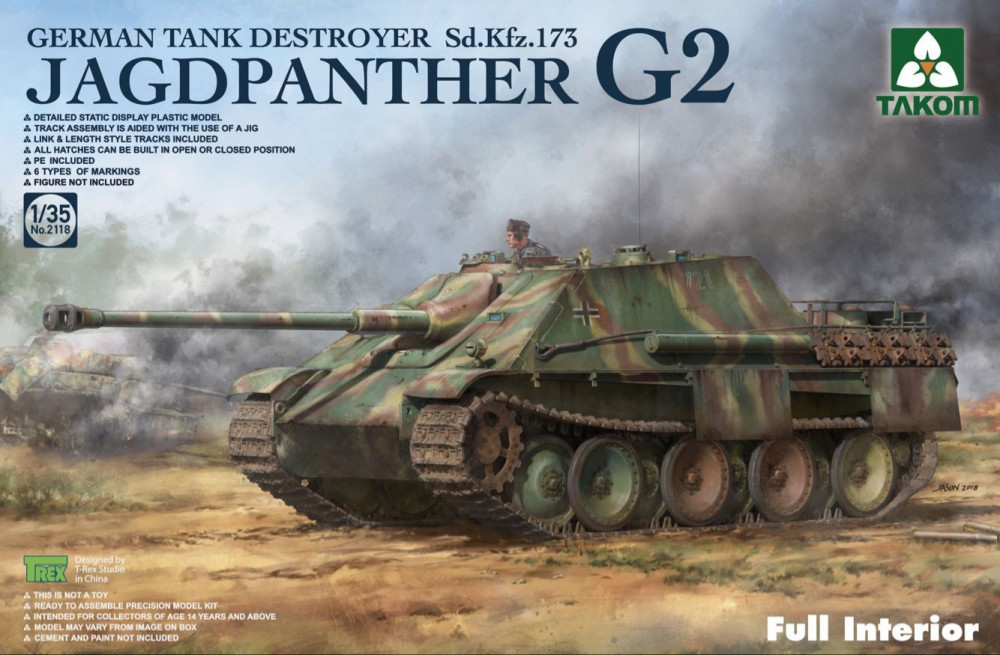 GERMAN TANK DESTROYER Sd.Kfz.173
JAGDPANTHER G2
DETAILED STATIC DISPLAY PLASTIC MODEL
TRACK ASSEMBLY IS AIDED WITH THE USE OF A JIG
LINK & LENGTH STYLE TRACKS INCLUDED
ALL HATCHES CAN BE BUILT IN OPEN OR CLOSED POSITION
PE INCLUDED
6 TYPES OF MARKINGS
FIGURE NOT INCLUDED
1/35
No.2118
TAKOM
121
JASON 2018
T-REX
Designed by
T-Rex Studio
in China
THIS IS NOT A TOY
READY TO ASSEMBLE PRECISION MODEL KIT
INTENDED FOR COLLECTORS OF AGE 14 YEARS AND ABOVE
MODEL MAY VARY FROM IMAGE ON BOX
CEMENT AND PAINT NOT INCLUDED
Full Interior